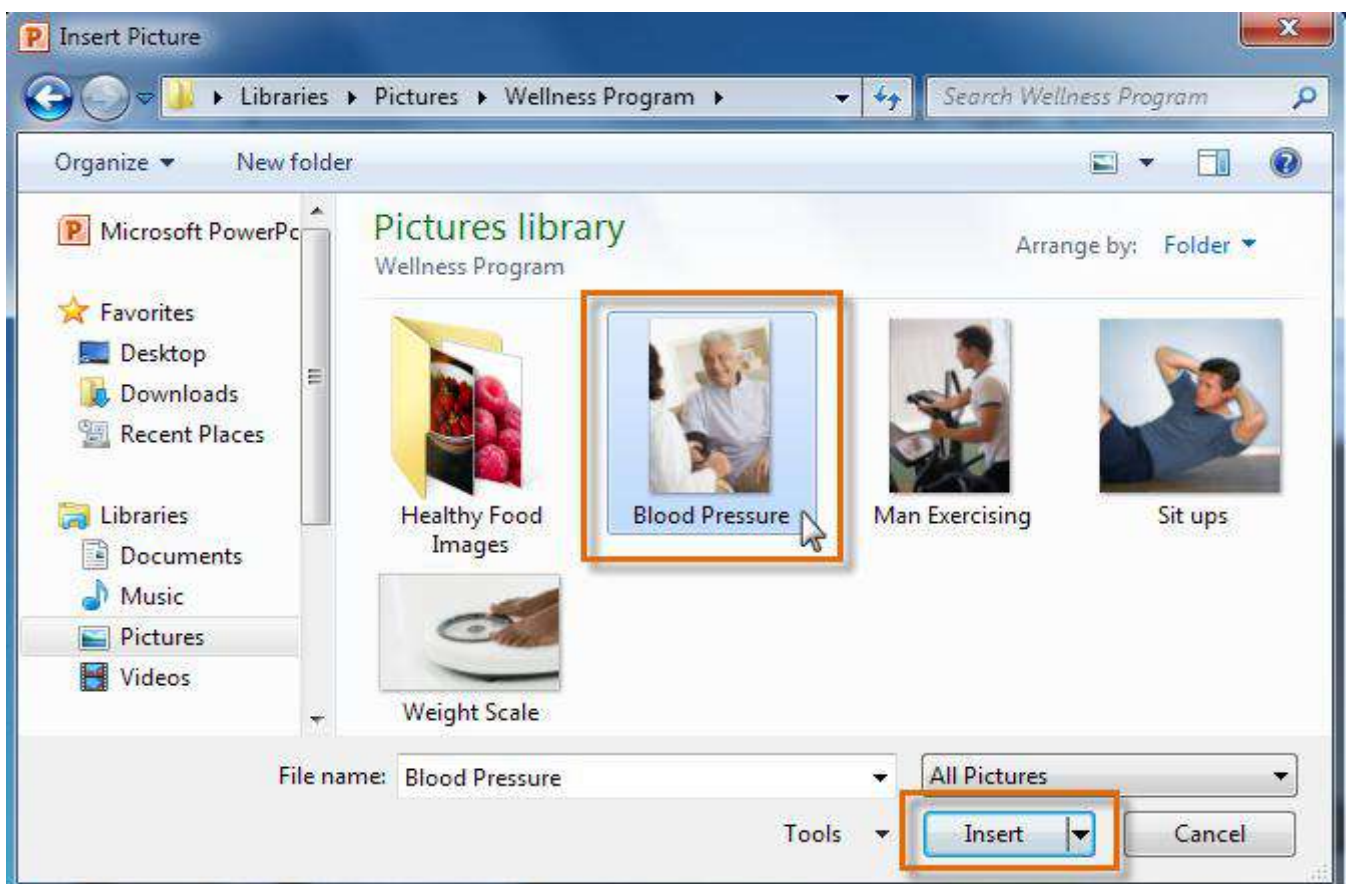 Insert Picture
Libraries Pictures Wellness Program
Search Wellness Program
Organize New folder
Microsoft PowerPc
Pictures library
Wellness Program
Arrange by: Folder
Favorites
Desktop
Downloads
Recent Places
Libraries
Documents
Music
Pictures
Videos
Healthy Food
Images
Blood Pressure
Man Exercising
Sit ups
Weight Scale
File name: Blood Pressure
All Pictures
Tools
Insert
Cancel